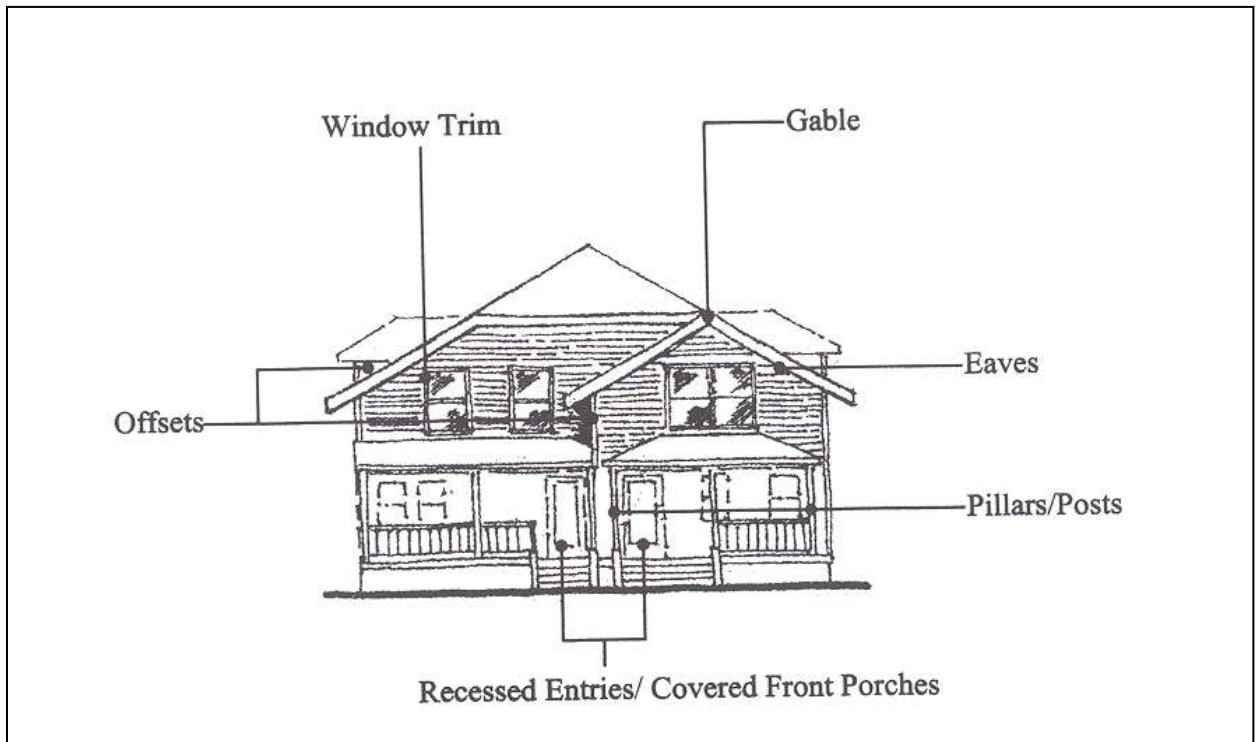 Window Trim
Gable
Eaves
Offsets
Pillars/Posts
Recessed Entries/ Covered Front Porches